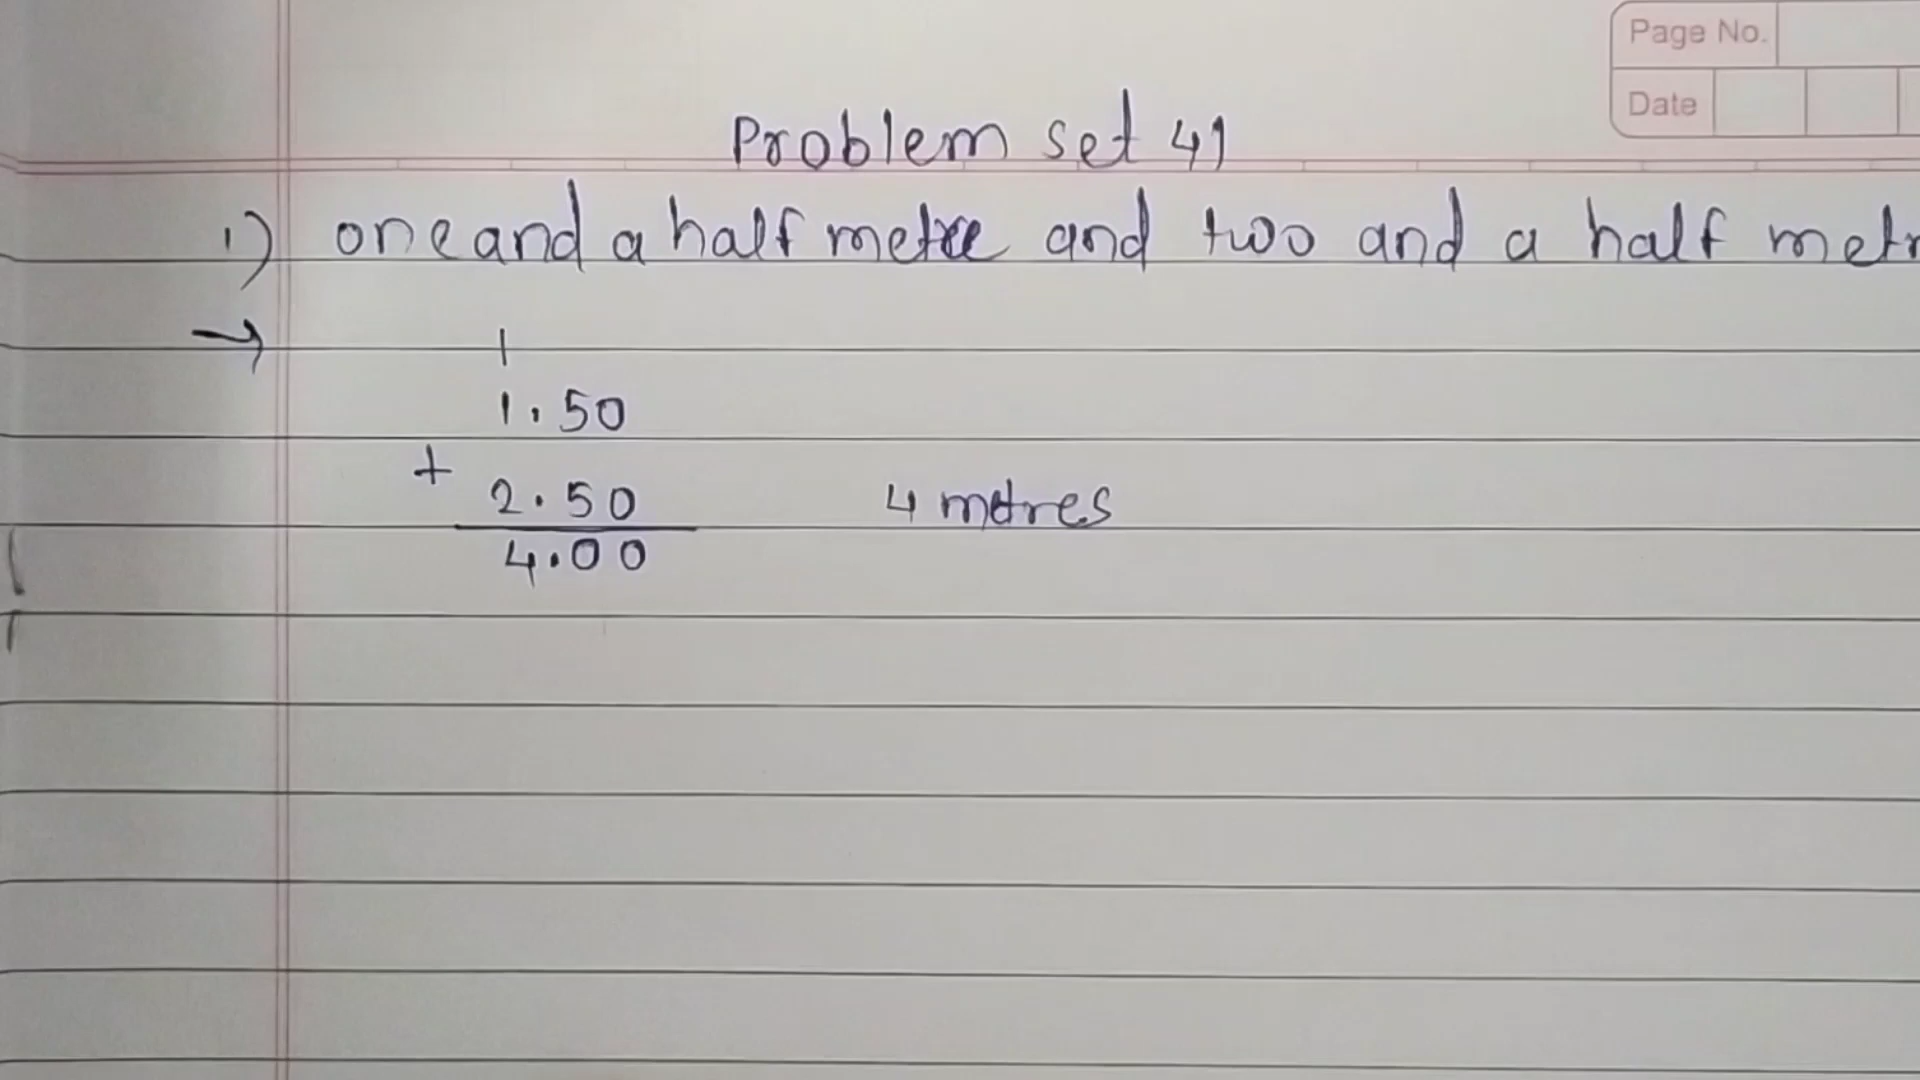 Page No.
Date
Problem set 41
1) one and a half metre and two and a half metr
→ 1
1.50
+ 2.50
4.00
4 metres